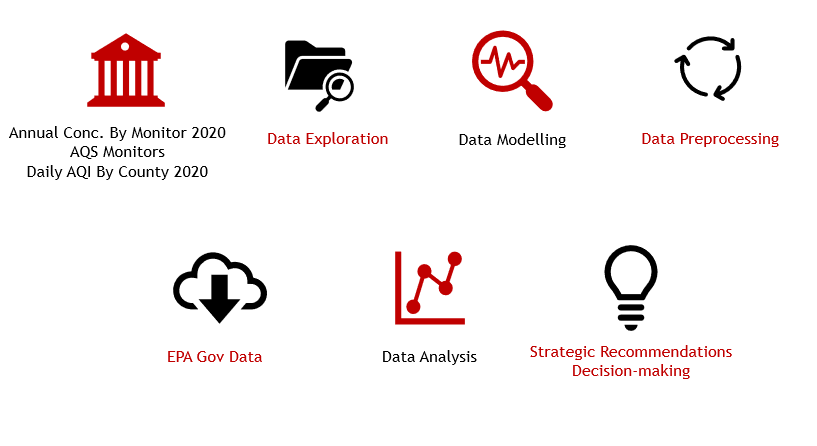 Annual Conc. By Monitor 2020
AQS Monitors
Daily AQI By County 2020
Data Exploration
Data Modelling
Data Preprocessing
EPA Gov Data
Data Analysis
Strategic Recommendations
Decision-making